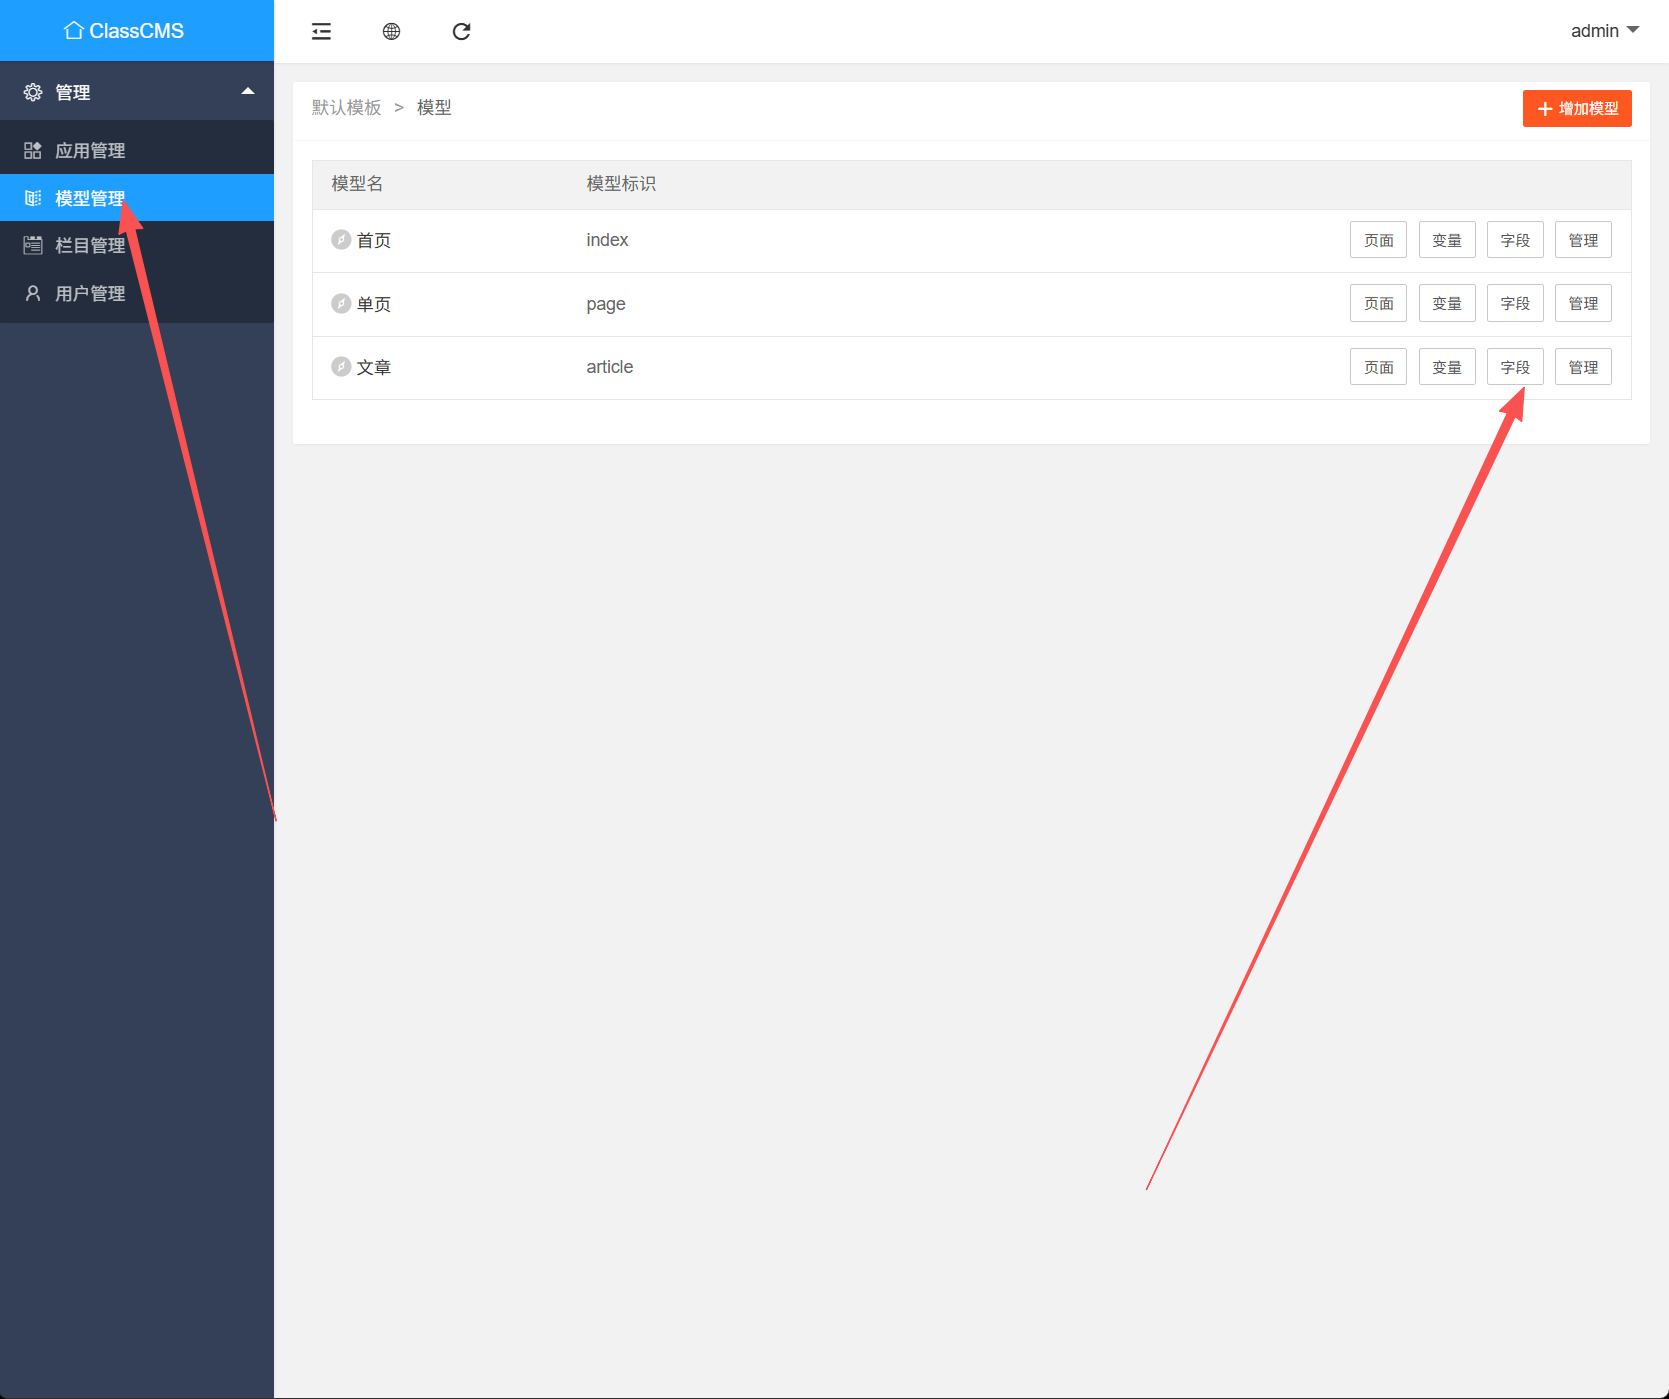 ClassCMS
admin
管理
应用管理
模型管理
栏目管理
用户管理
默认模板 > 模型
增加模型
模型名 模型标识
首页 index 页面 变量 字段 管理
单页 page 页面 变量 字段 管理
文章 article 页面 变量 字段 管理